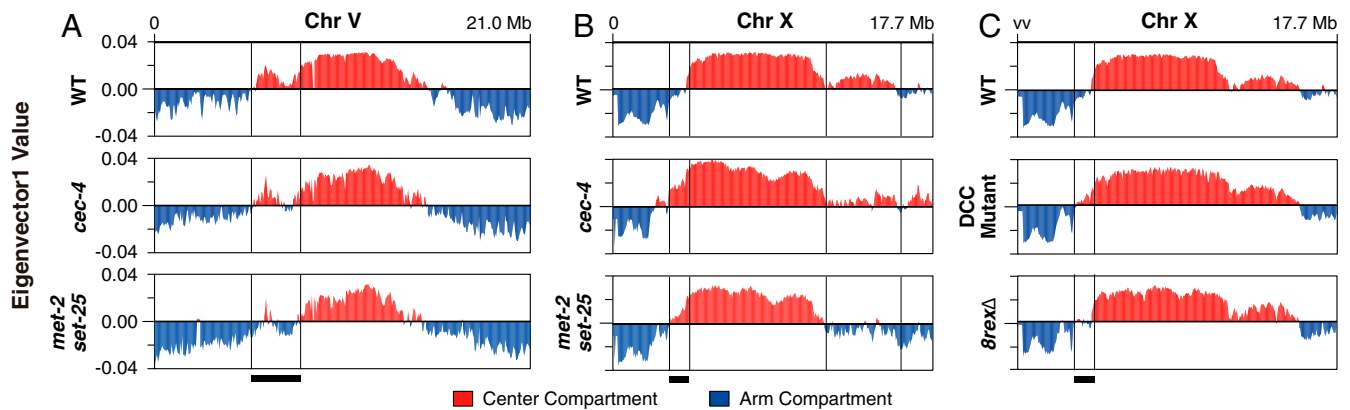 A 0 Chr V 21.0 Mb B 0 Chr X 17.7 Mb C vv Chr X 17.7 Mb
Eigenvector1 Value
WT 0.04 0.00 -0.04 WT WT
cec-4 0.04 0.00 -0.04 cec-4 DCC Mutant
met-2 set-25 0.04 0.00 -0.04 met-2 set-25 8rexΔ
Center Compartment Arm Compartment